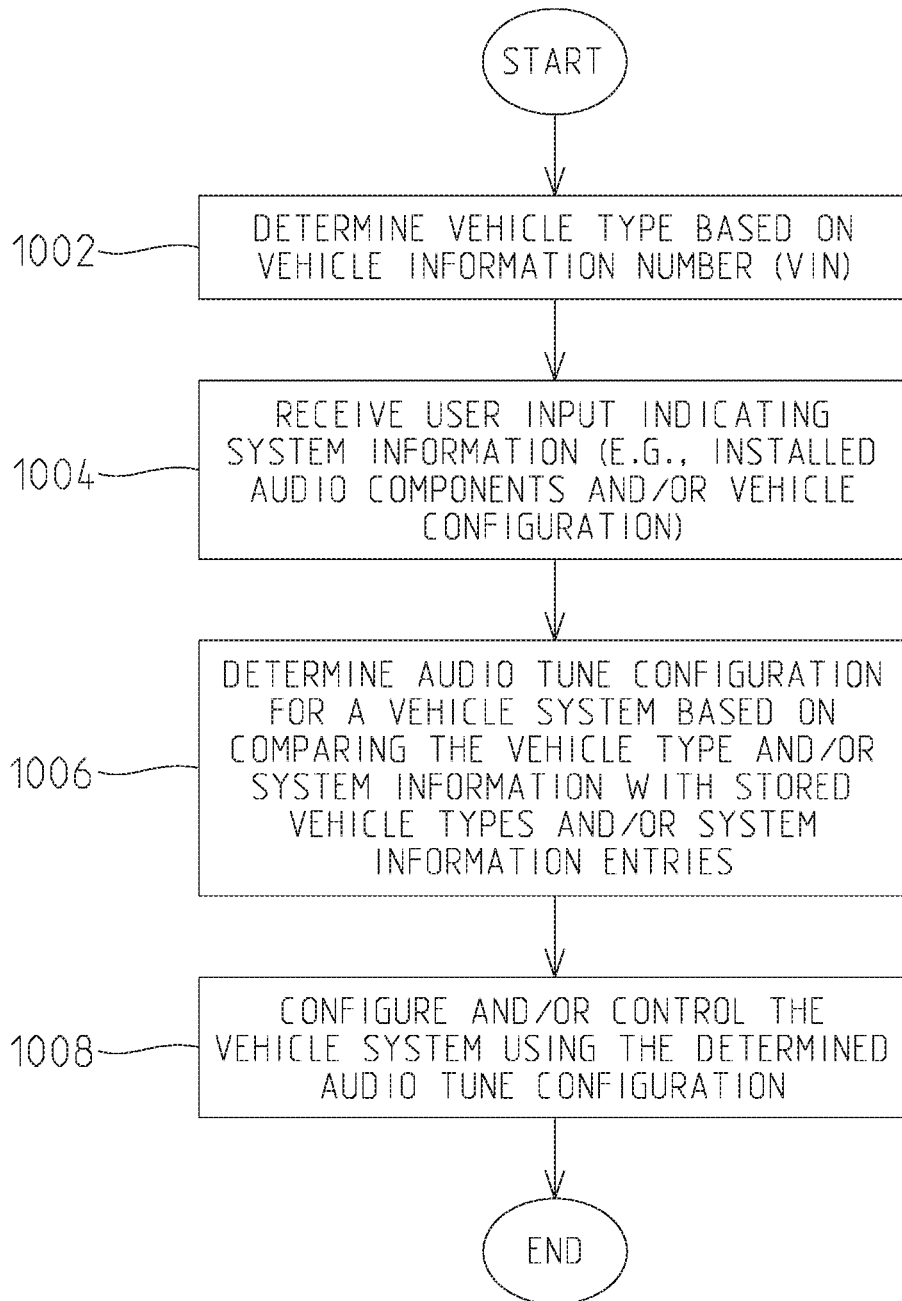 START
1002
DETERMINE VEHICLE TYPE BASED ON
VEHICLE INFORMATION NUMBER (VIN)
1004
RECEIVE USER INPUT INDICATING
SYSTEM INFORMATION (E.G., INSTALLED
AUDIO COMPONENTS AND/OR VEHICLE
CONFIGURATION)
1006
DETERMINE AUDIO TUNE CONFIGURATION
FOR A VEHICLE SYSTEM BASED ON
COMPARING THE VEHICLE TYPE AND/OR
SYSTEM INFORMATION WITH STORED
VEHICLE TYPES AND/OR SYSTEM
INFORMATION ENTRIES
1008
CONFIGURE AND/OR CONTROL THE
VEHICLE SYSTEM USING THE DETERMINED
AUDIO TUNE CONFIGURATION
END